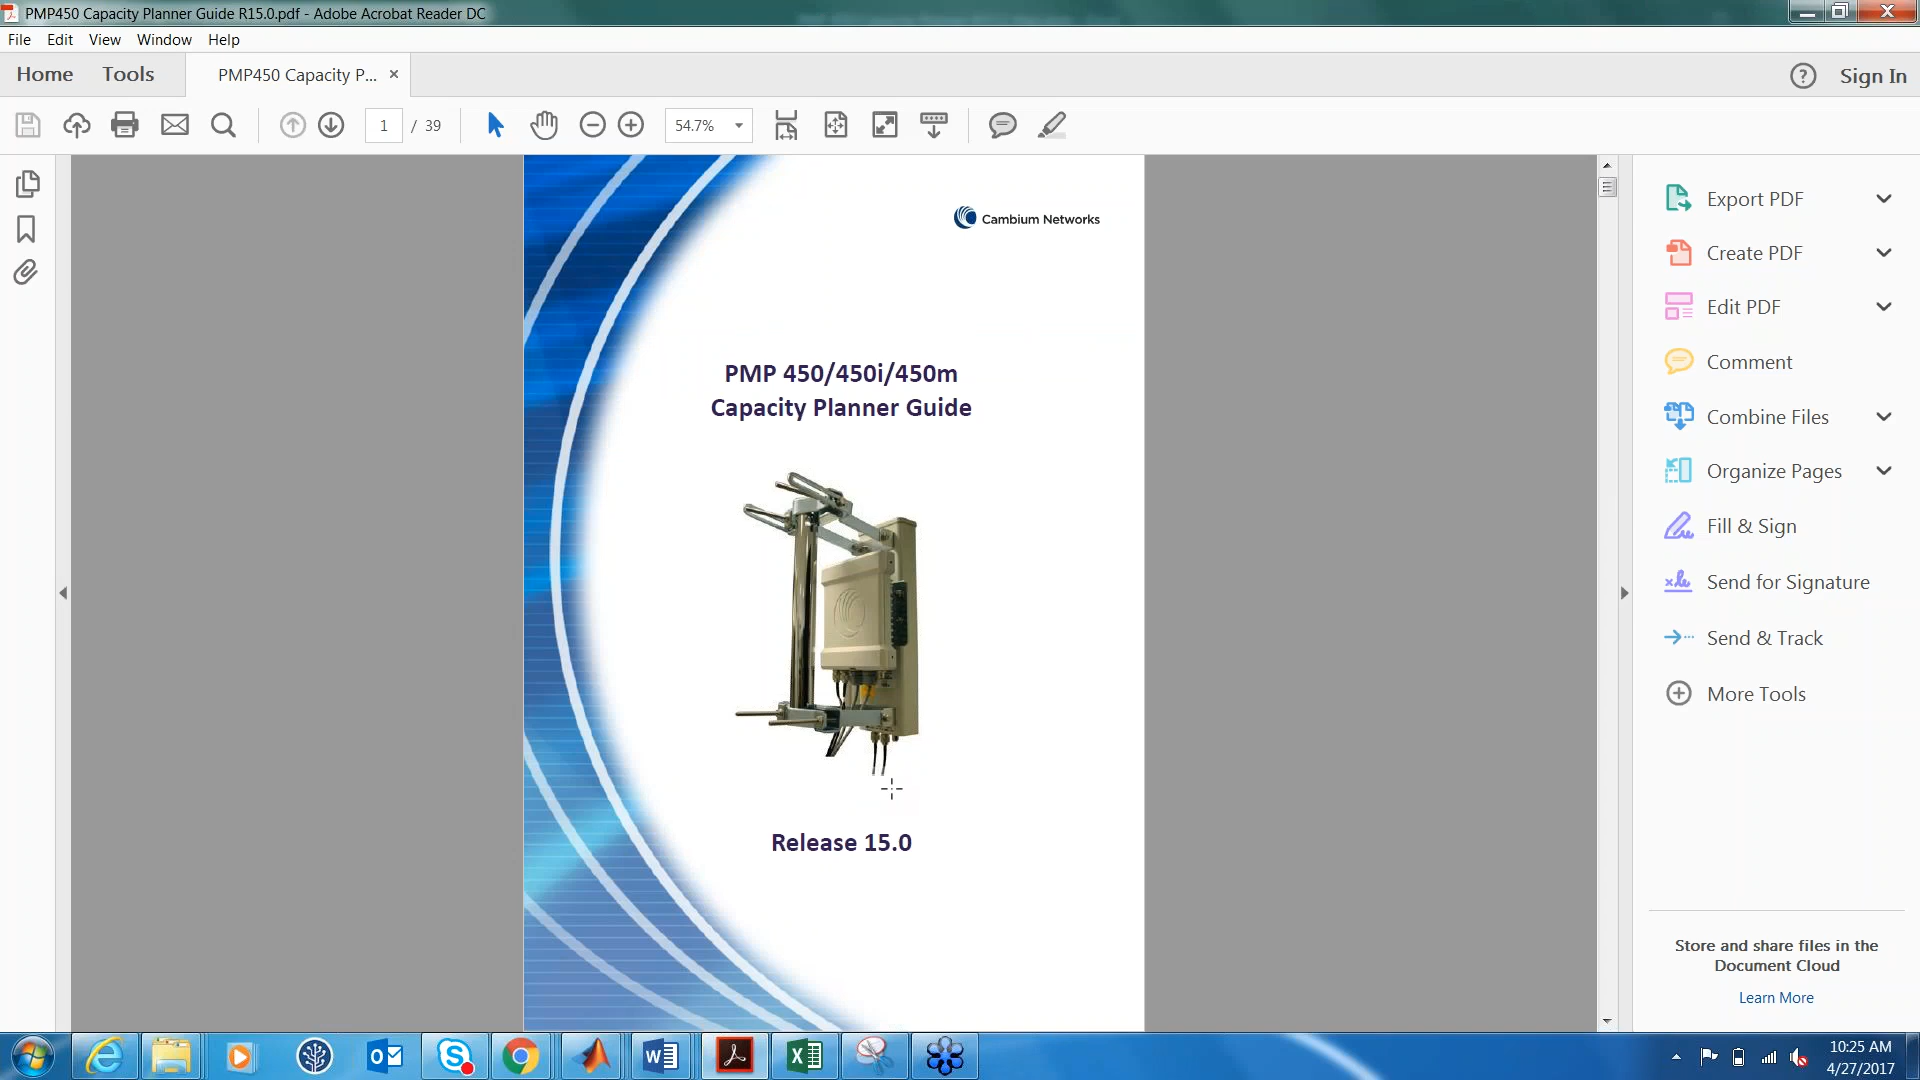 PMP450 Capacity Planner Guide R15.0.pdf - Adobe Acrobat Reader DC
File Edit View Window Help
Home Tools PMP450 Capacity P... × Sign In
1 / 39 54.7%
Cambium Networks
PMP 450/450i/450m
Capacity Planner Guide
Release 15.0
Export PDF
Create PDF
Edit PDF
Comment
Combine Files
Organize Pages
Fill & Sign
Send for Signature
Send & Track
More Tools
Store and share files in the
Document Cloud
Learn More
10:25 AM
4/27/2017